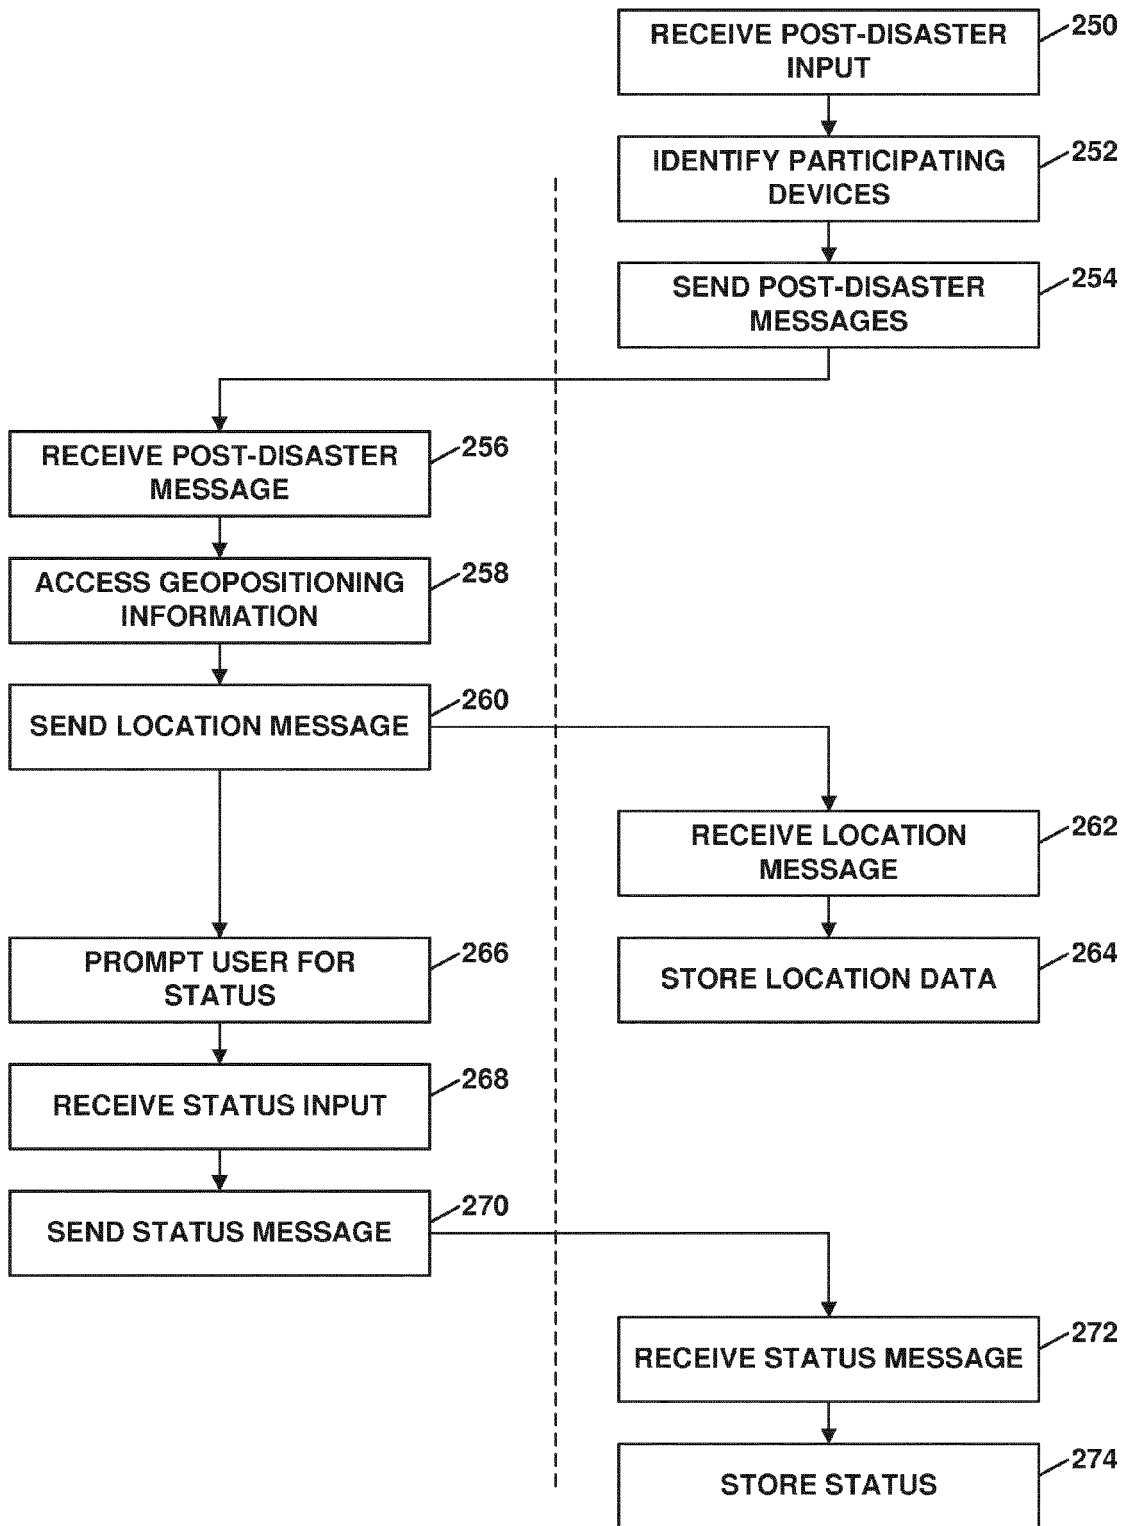 RECEIVE POST-DISASTER
INPUT
250
IDENTIFY PARTICIPATING
DEVICES
252
SEND POST-DISASTER
MESSAGES
254
RECEIVE POST-DISASTER
MESSAGE
256
ACCESS GEOPOSITIONING
INFORMATION
258
SEND LOCATION MESSAGE
260
RECEIVE LOCATION
MESSAGE
262
STORE LOCATION DATA
264
PROMPT USER FOR
STATUS
266
RECEIVE STATUS INPUT
268
SEND STATUS MESSAGE
270
RECEIVE STATUS MESSAGE
272
STORE STATUS
274